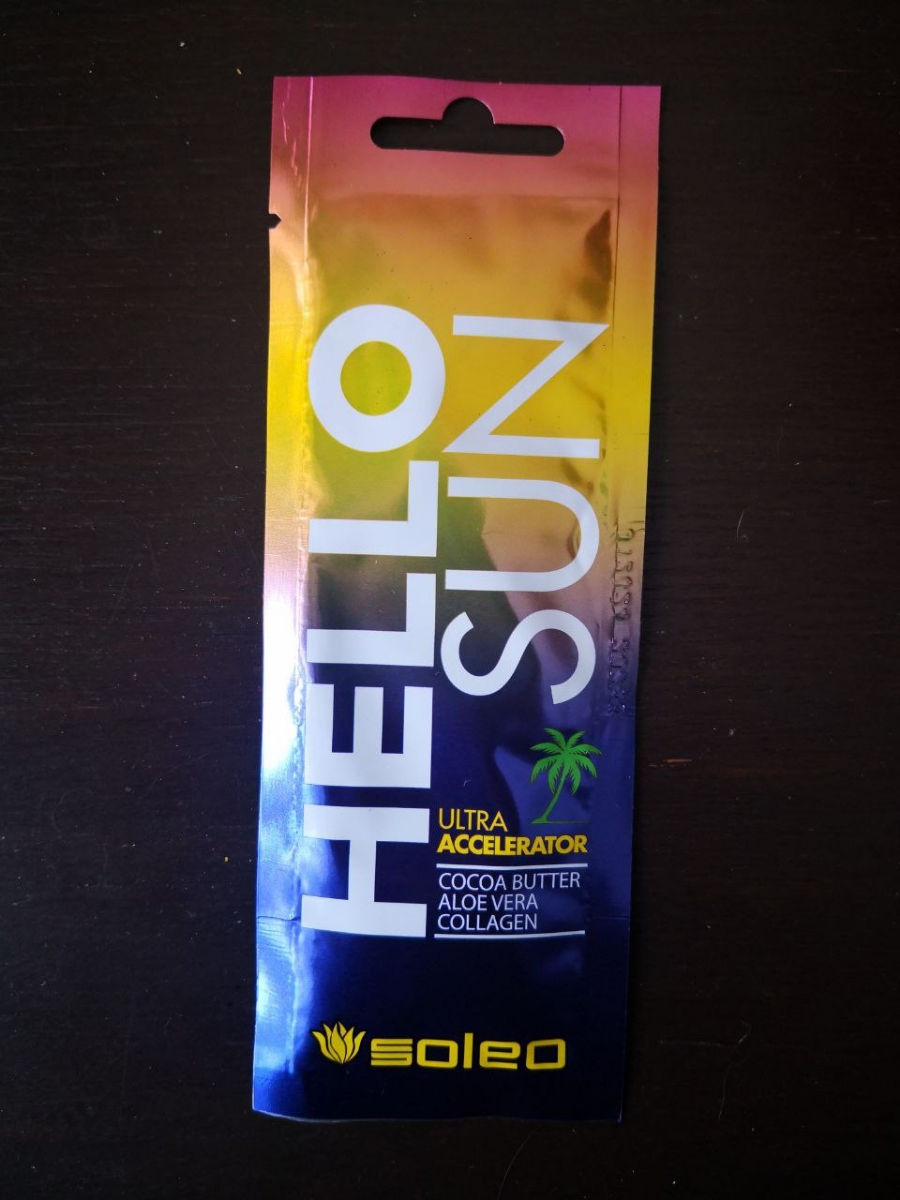 HELLO
SUN
ULTRA
ACCELERATOR
COCOA BUTTER
ALOE VERA
COLLAGEN
soleo